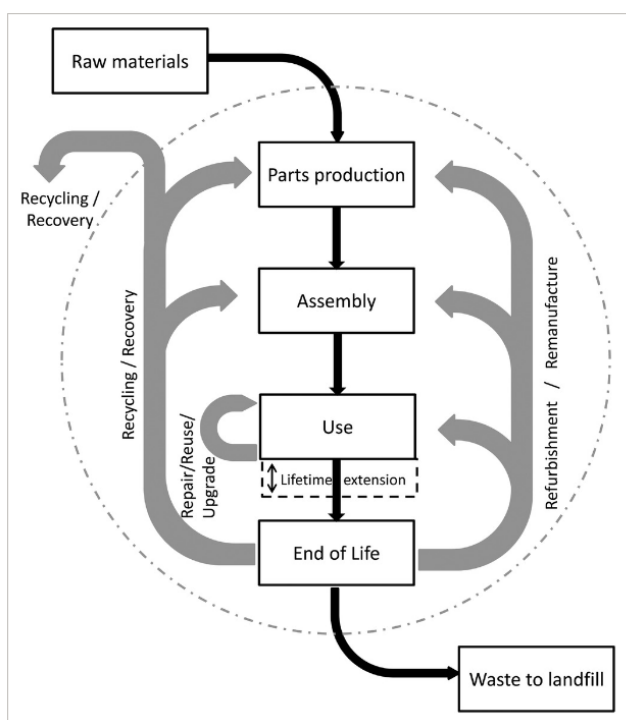 Raw materials
Parts production
Recycling /
Recovery
Assembly
Recycling / Recovery
Refurbishment / Remanufacture
Use
Repair/Reuse/
Upgrade
Lifetime extension
End of Life
Waste to landfill